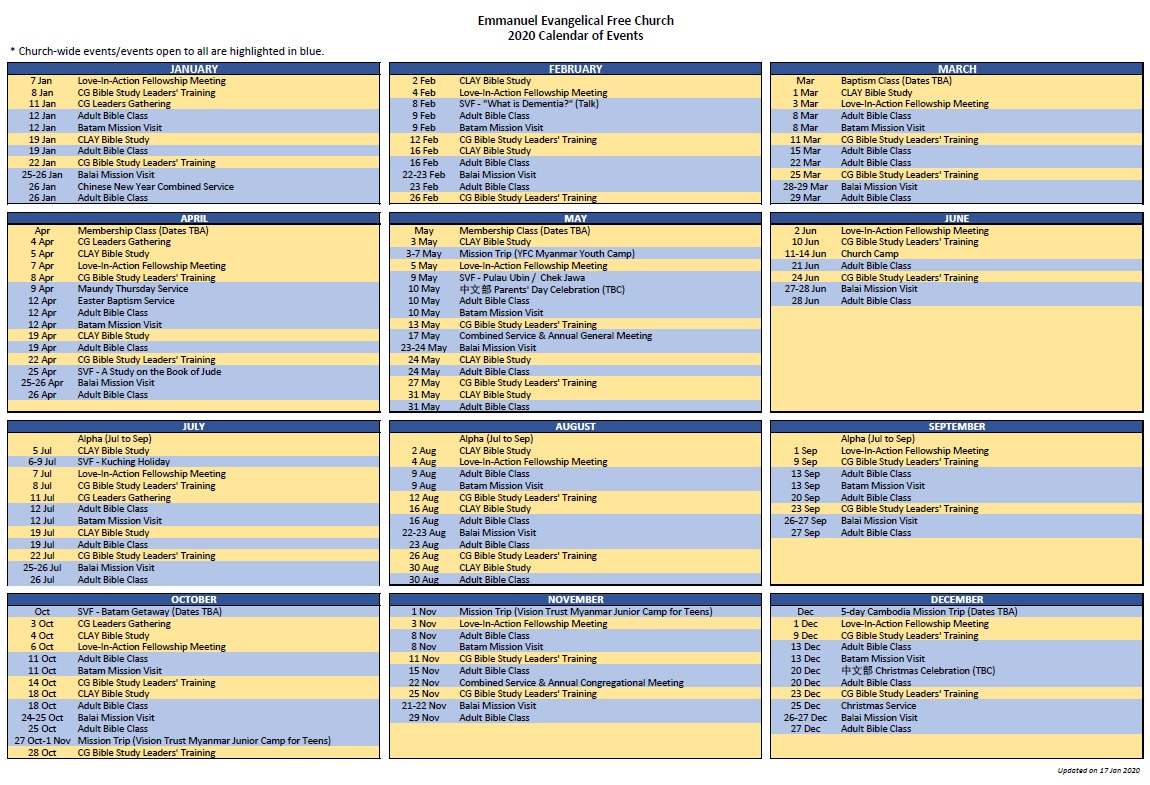 Emmanuel Evangelical Free Church
2020 Calendar of Events
* Church-wide events/events open to all are highlighted in blue.
JANUARY
7 Jan Love-In-Action Fellowship Meeting
8 Jan CG Bible Study Leaders' Training
11 Jan CG Leaders Gathering
12 Jan Adult Bible Class
12 Jan Batam Mission Visit
19 Jan CLAY Bible Study
19 Jan Adult Bible Class
22 Jan CG Bible Study Leaders' Training
25-26 Jan Balai Mission Visit
26 Jan Chinese New Year Combined Service
26 Jan Adult Bible Class
FEBRUARY
2 Feb CLAY Bible Study
4 Feb Love-In-Action Fellowship Meeting
8 Feb SVF - "What is Dementia?" (Talk)
9 Feb Adult Bible Class
9 Feb Batam Mission Visit
12 Feb CG Bible Study Leaders' Training
16 Feb CLAY Bible Study
16 Feb Adult Bible Class
22-23 Feb Balai Mission Visit
23 Feb Adult Bible Class
26 Feb CG Bible Study Leaders' Training
MARCH
Mar Baptism Class (Dates TBA)
1 Mar CLAY Bible Study
3 Mar Love-In-Action Fellowship Meeting
8 Mar Adult Bible Class
8 Mar Batam Mission Visit
11 Mar CG Bible Study Leaders' Training
15 Mar Adult Bible Class
22 Mar Adult Bible Class
25 Mar CG Bible Study Leaders' Training
28-29 Mar Balai Mission Visit
29 Mar Adult Bible Class
APRIL
Apr Membership Class (Dates TBA)
4 Apr CG Leaders Gathering
5 Apr CLAY Bible Study
7 Apr Love-In-Action Fellowship Meeting
8 Apr CG Bible Study Leaders' Training
9 Apr Maundy Thursday Service
12 Apr Easter Baptism Service
12 Apr Adult Bible Class
12 Apr Batam Mission Visit
19 Apr CLAY Bible Study
19 Apr Adult Bible Class
22 Apr CG Bible Study Leaders' Training
25 Apr SVF - A Study on the Book of Jude
25-26 Apr Balai Mission Visit
26 Apr Adult Bible Class
MAY
May Membership Class (Dates TBA)
3 May CLAY Bible Study
3-7 May Mission Trip (YFC Myanmar Youth Camp)
5 May Love-In-Action Fellowship Meeting
9 May SVF - Pulau Ubin / Chek Jawa
10 May 中文部 Parents' Day Celebration (TBC)
10 May Adult Bible Class
10 May Batam Mission Visit
13 May CG Bible Study Leaders' Training
17 May Combined Service & Annual General Meeting
23-24 May Balai Mission Visit
24 May CLAY Bible Study
24 May Adult Bible Class
27 May CG Bible Study Leaders' Training
31 May CLAY Bible Study
31 May Adult Bible Class
JUNE
2 Jun Love-In-Action Fellowship Meeting
10 Jun CG Bible Study Leaders' Training
11-14 Jun Church Camp
21 Jun Adult Bible Class
24 Jun CG Bible Study Leaders' Training
27-28 Jun Balai Mission Visit
28 Jun Adult Bible Class
JULY
Alpha (Jul to Sep)
5 Jul CLAY Bible Study
6-9 Jul SVF - Kuching Holiday
7 Jul Love-In-Action Fellowship Meeting
8 Jul CG Bible Study Leaders' Training
11 Jul CG Leaders Gathering
12 Jul Adult Bible Class
12 Jul Batam Mission Visit
19 Jul CLAY Bible Study
19 Jul Adult Bible Class
22 Jul CG Bible Study Leaders' Training
25-26 Jul Balai Mission Visit
26 Jul Adult Bible Class
AUGUST
Alpha (Jul to Sep)
2 Aug CLAY Bible Study
4 Aug Love-In-Action Fellowship Meeting
9 Aug Adult Bible Class
9 Aug Batam Mission Visit
12 Aug CG Bible Study Leaders' Training
16 Aug CLAY Bible Study
16 Aug Adult Bible Class
22-23 Aug Balai Mission Visit
23 Aug Adult Bible Class
26 Aug CG Bible Study Leaders' Training
30 Aug CLAY Bible Study
30 Aug Adult Bible Class
SEPTEMBER
Alpha (Jul to Sep)
1 Sep Love-In-Action Fellowship Meeting
9 Sep CG Bible Study Leaders' Training
13 Sep Adult Bible Class
13 Sep Batam Mission Visit
20 Sep Adult Bible Class
23 Sep CG Bible Study Leaders' Training
26-27 Sep Balai Mission Visit
27 Sep Adult Bible Class
OCTOBER
Oct SVF - Batam Getaway (Dates TBA)
3 Oct CG Leaders Gathering
4 Oct CLAY Bible Study
6 Oct Love-In-Action Fellowship Meeting
11 Oct Adult Bible Class
11 Oct Batam Mission Visit
14 Oct CG Bible Study Leaders' Training
18 Oct CLAY Bible Study
18 Oct Adult Bible Class
24-25 Oct Balai Mission Visit
25 Oct Adult Bible Class
27 Oct-1 Nov Mission Trip (Vision Trust Myanmar Junior Camp for Teens)
28 Oct CG Bible Study Leaders' Training
NOVEMBER
1 Nov Mission Trip (Vision Trust Myanmar Junior Camp for Teens)
3 Nov Love-In-Action Fellowship Meeting
8 Nov Adult Bible Class
8 Nov Batam Mission Visit
11 Nov CG Bible Study Leaders' Training
15 Nov Adult Bible Class
22 Nov Combined Service & Annual Congregational Meeting
25 Nov CG Bible Study Leaders' Training
21-22 Nov Balai Mission Visit
29 Nov Adult Bible Class
DECEMBER
Dec 5-day Cambodia Mission Trip (Dates TBA)
1 Dec Love-In-Action Fellowship Meeting
9 Dec CG Bible Study Leaders' Training
13 Dec Adult Bible Class
13 Dec Batam Mission Visit
20 Dec 中文部 Christmas Celebration (TBC)
20 Dec Adult Bible Class
23 Dec CG Bible Study Leaders' Training
25 Dec Christmas Service
26-27 Dec Balai Mission Visit
27 Dec Adult Bible Class
Updated on 17 Jan 2020